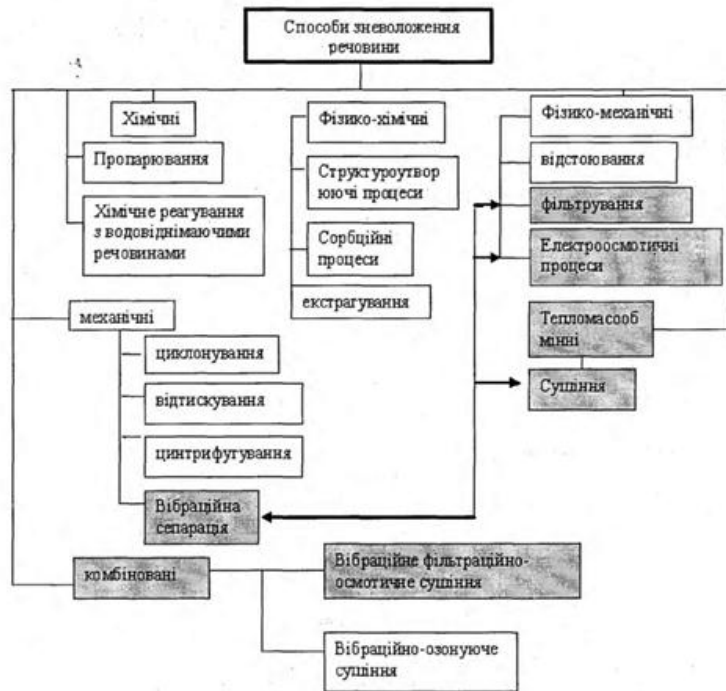 Способи зневоложення
речовини
Хімічні
Пропарювання
Хімічне реагування
з водовіднімаючими
речовинами
Фізико-хімічні
Структуроутвор
юючі процеси
Сорбційні
процеси
екстрагування
Фізико-механічні
відстоювання
фільтрування
Електроосмотичні
процеси
Тепломасооб
мінні
Сушіння
механічні
циклонування
відтискування
цинтрифугування
Вібраційна
сепарація
комбіновані
Вібраційне фільтраційно-
осмотичне сушіння
Вібраційно-озонуюче
сушіння